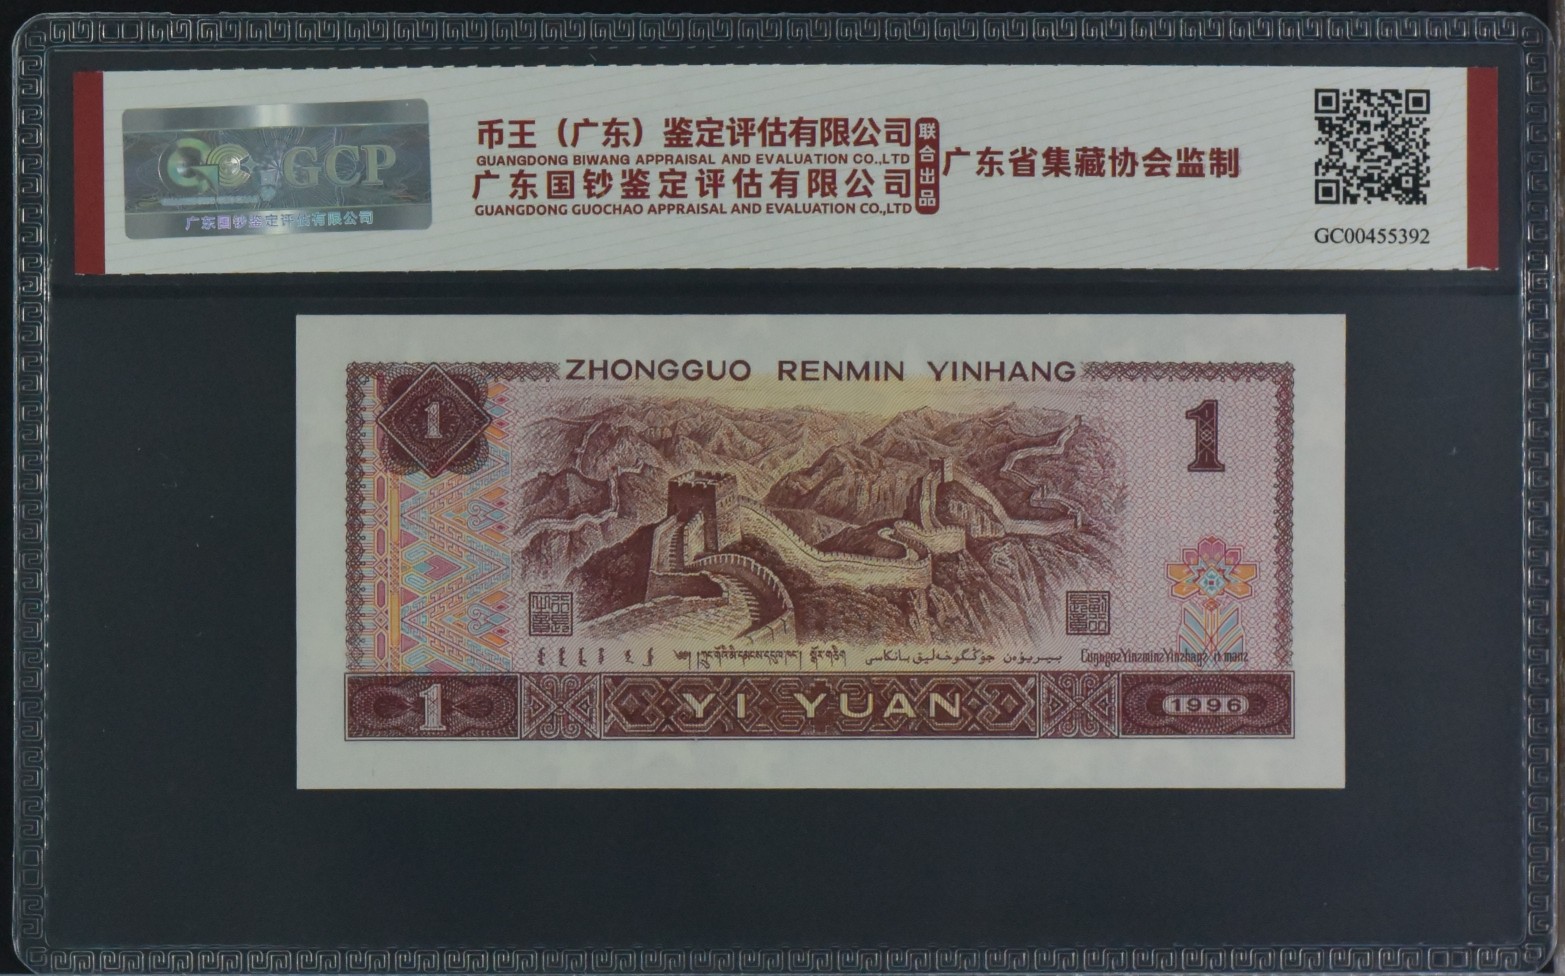 GCP
广东国钞鉴定评估有限公司
币王（广东）鉴定评估有限公司
GUANGDONG BIWANG APPRAISAL AND EVALUATION CO.,LTD
广东国钞鉴定评估有限公司
GUANGDONG GUOCHAO APPRAISAL AND EVALUATION CO.,LTD
联合出品
广东省集藏协会监制
GC00455392
ZHONGGUO RENMIN YINHANG
1
1
1
YI YUAN
1996